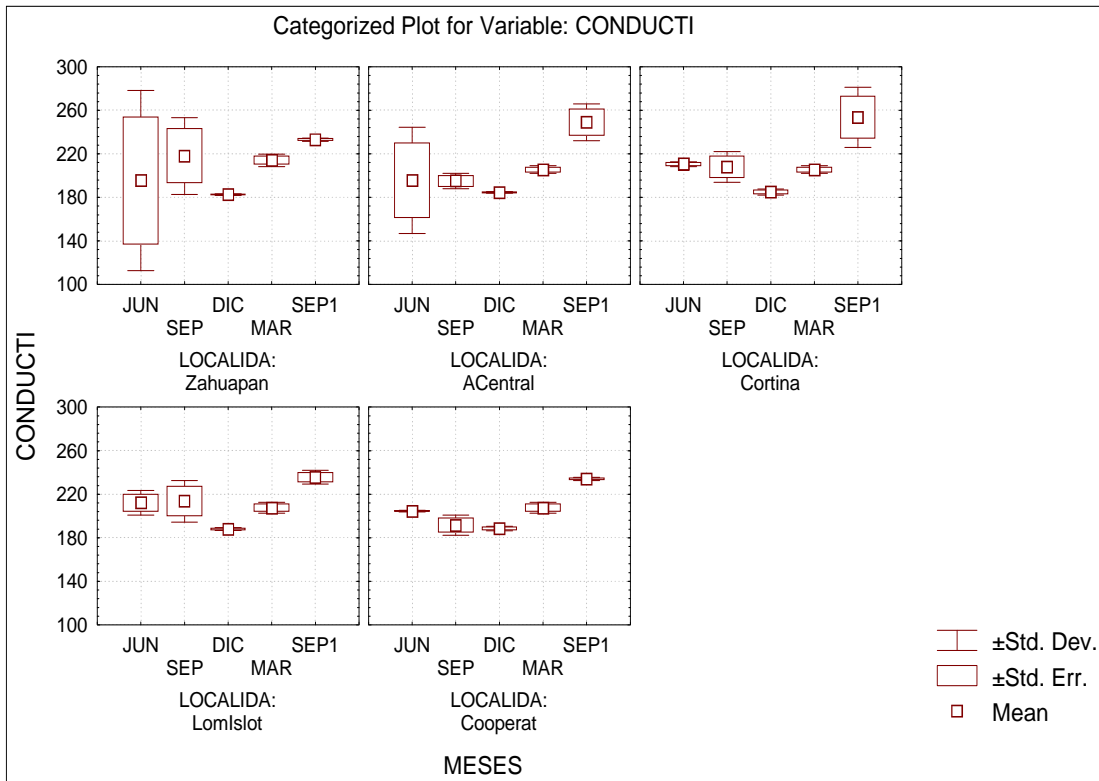 Categorized Plot for Variable: CONDUCTI
CONDUCTI
300
260
220
180
140
100
JUN SEP DIC MAR SEP1
LOCALIDA:
Zahuapan
JUN SEP DIC MAR SEP1
LOCALIDA:
ACentral
JUN SEP DIC MAR SEP1
LOCALIDA:
Cortina
300
260
220
180
140
100
JUN SEP DIC MAR SEP1
LOCALIDA:
LomIslot
JUN SEP DIC MAR SEP1
LOCALIDA:
Cooperat
MESES
±Std. Dev.
±Std. Err.
Mean